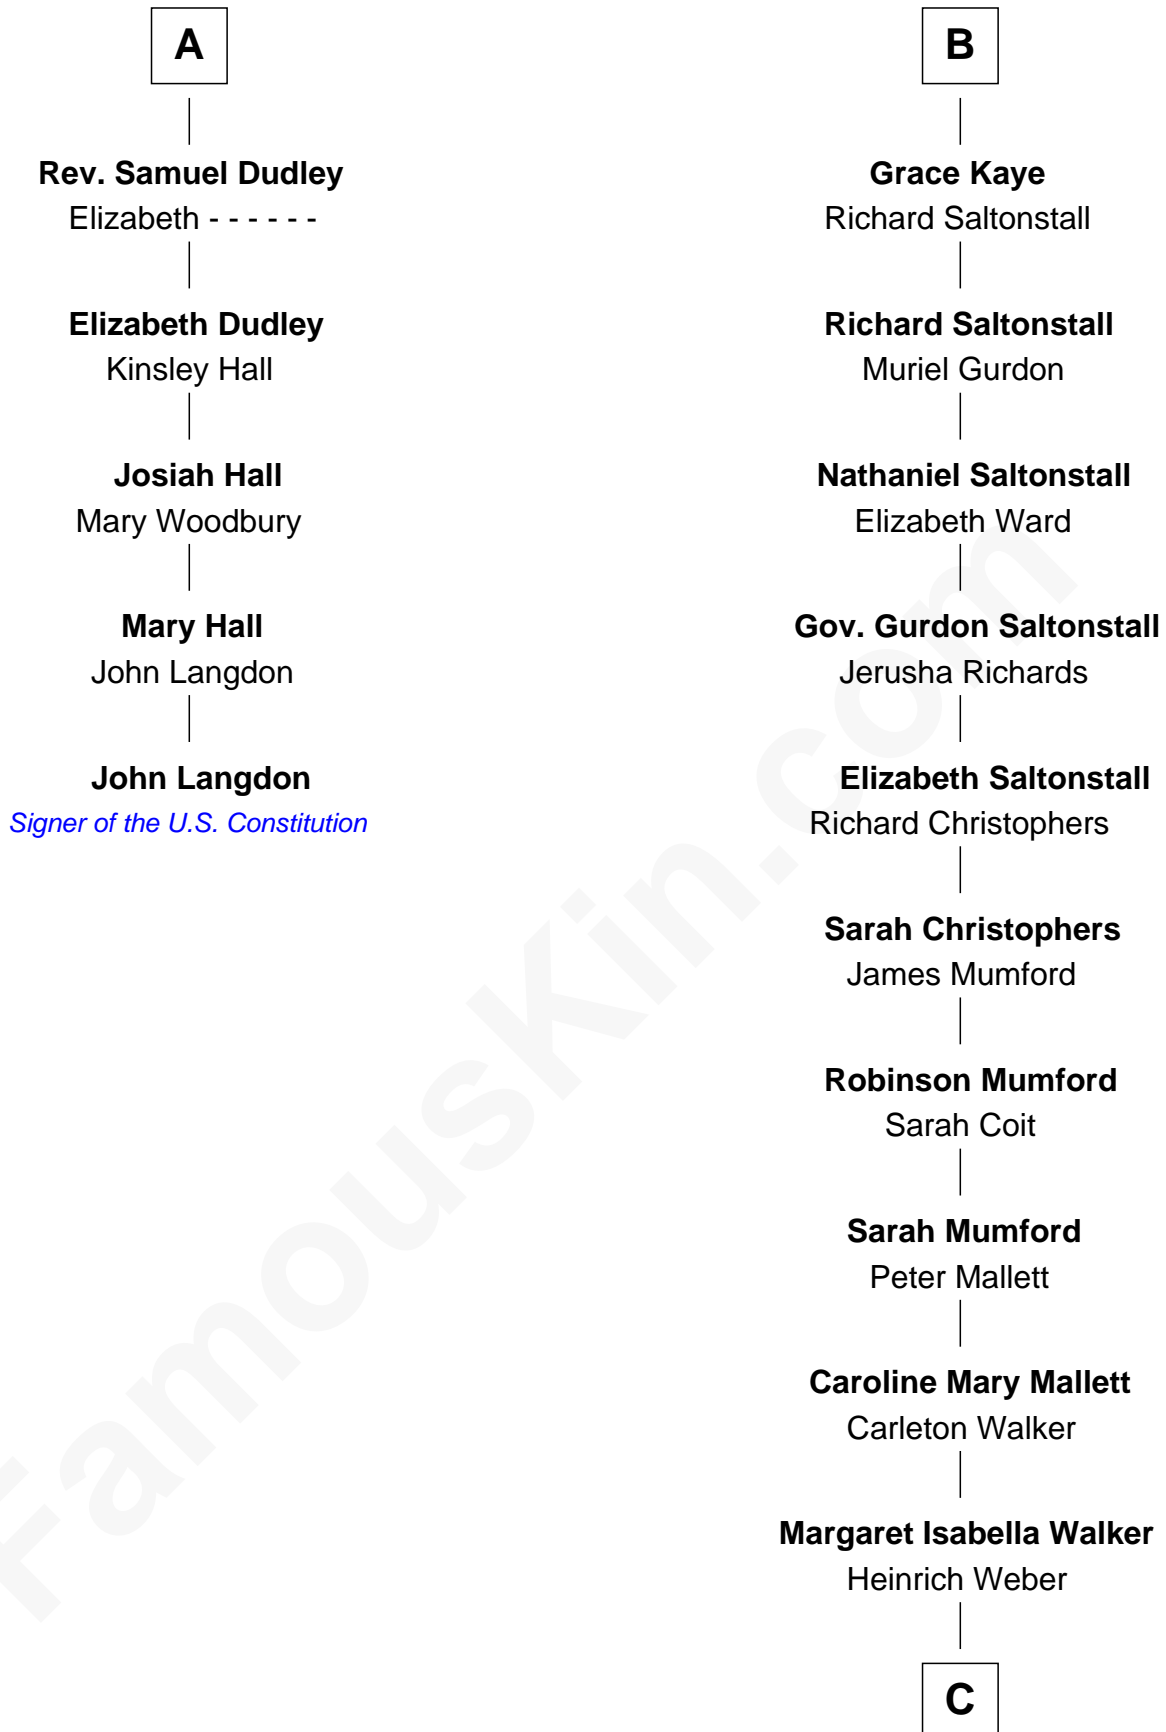 A
Rev. Samuel Dudley
Elizabeth - - - - - -
Elizabeth Dudley
Kinsley Hall
Josiah Hall
Mary Woodbury
Mary Hall
John Langdon
John Langdon
Signer of the U.S. Constitution
B
Grace Kaye
Richard Saltonstall
Richard Saltonstall
Muriel Gurdon
Nathaniel Saltonstall
Elizabeth Ward
Gov. Gurdon Saltonstall
Jerusha Richards
Elizabeth Saltonstall
Richard Christophers
Sarah Christophers
James Mumford
Robinson Mumford
Sarah Coit
Sarah Mumford
Peter Mallett
Caroline Mary Mallett
Carleton Walker
Margaret Isabella Walker
Heinrich Weber
C
FamousKin.com